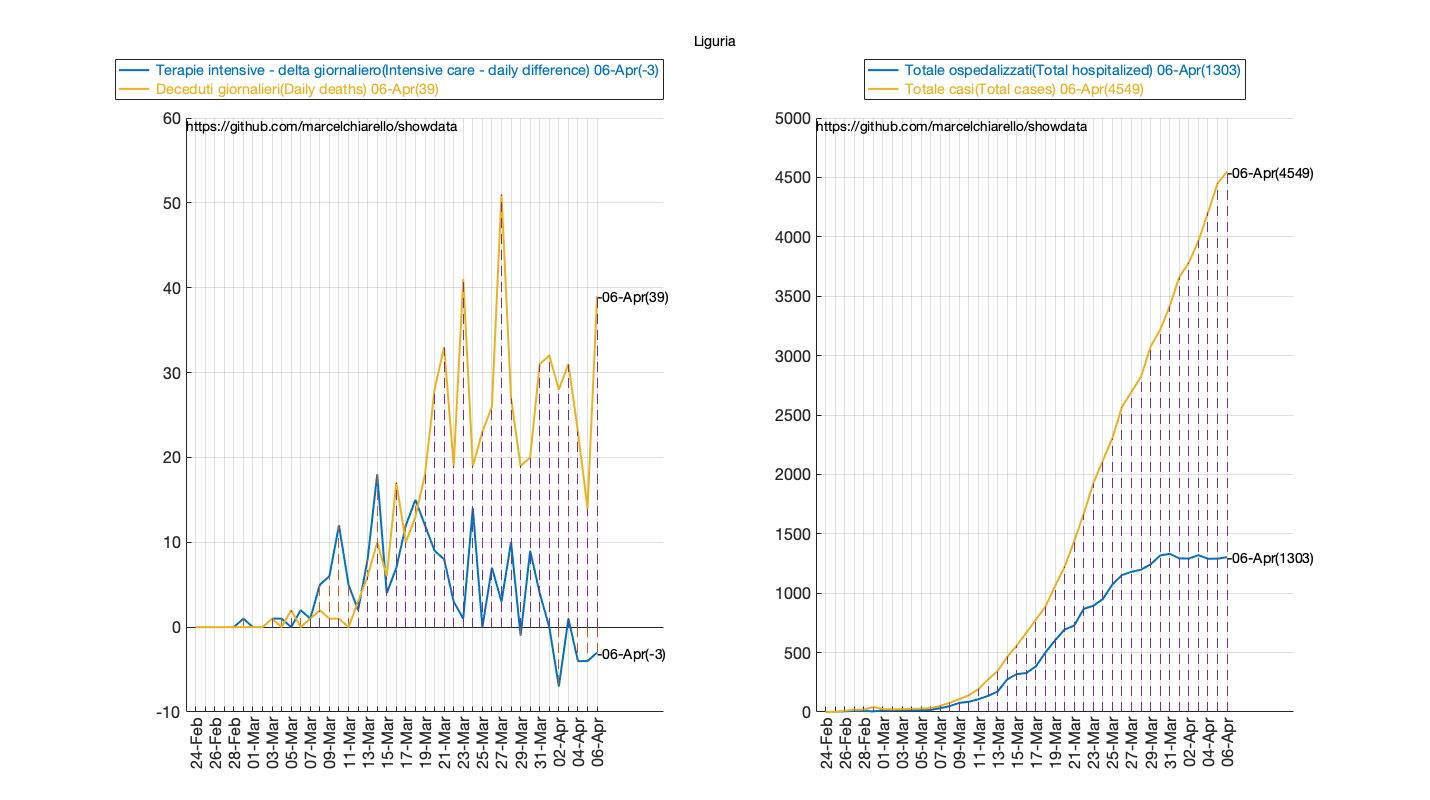 Liguria
Terapie intensive - delta giornaliero(Intensive care - daily difference) 06-Apr(-3)
Deceduti giornalieri(Daily deaths) 06-Apr(39)
https://github.com/marcelchiarello/showdata
60
50
40
30
20
10
0
-10
06-Apr(39)
06-Apr(-3)
24-Feb
26-Feb
28-Feb
01-Mar
03-Mar
05-Mar
07-Mar
09-Mar
11-Mar
13-Mar
15-Mar
17-Mar
19-Mar
21-Mar
23-Mar
25-Mar
27-Mar
29-Mar
31-Mar
02-Apr
04-Apr
06-Apr
Totale ospedalizzati(Total hospitalized) 06-Apr(1303)
Totale casi(Total cases) 06-Apr(4549)
https://github.com/marcelchiarello/showdata
5000
4500
4000
3500
3000
2500
2000
1500
1000
500
0
06-Apr(4549)
06-Apr(1303)
24-Feb
26-Feb
28-Feb
01-Mar
03-Mar
05-Mar
07-Mar
09-Mar
11-Mar
13-Mar
15-Mar
17-Mar
19-Mar
21-Mar
23-Mar
25-Mar
27-Mar
29-Mar
31-Mar
02-Apr
04-Apr
06-Apr